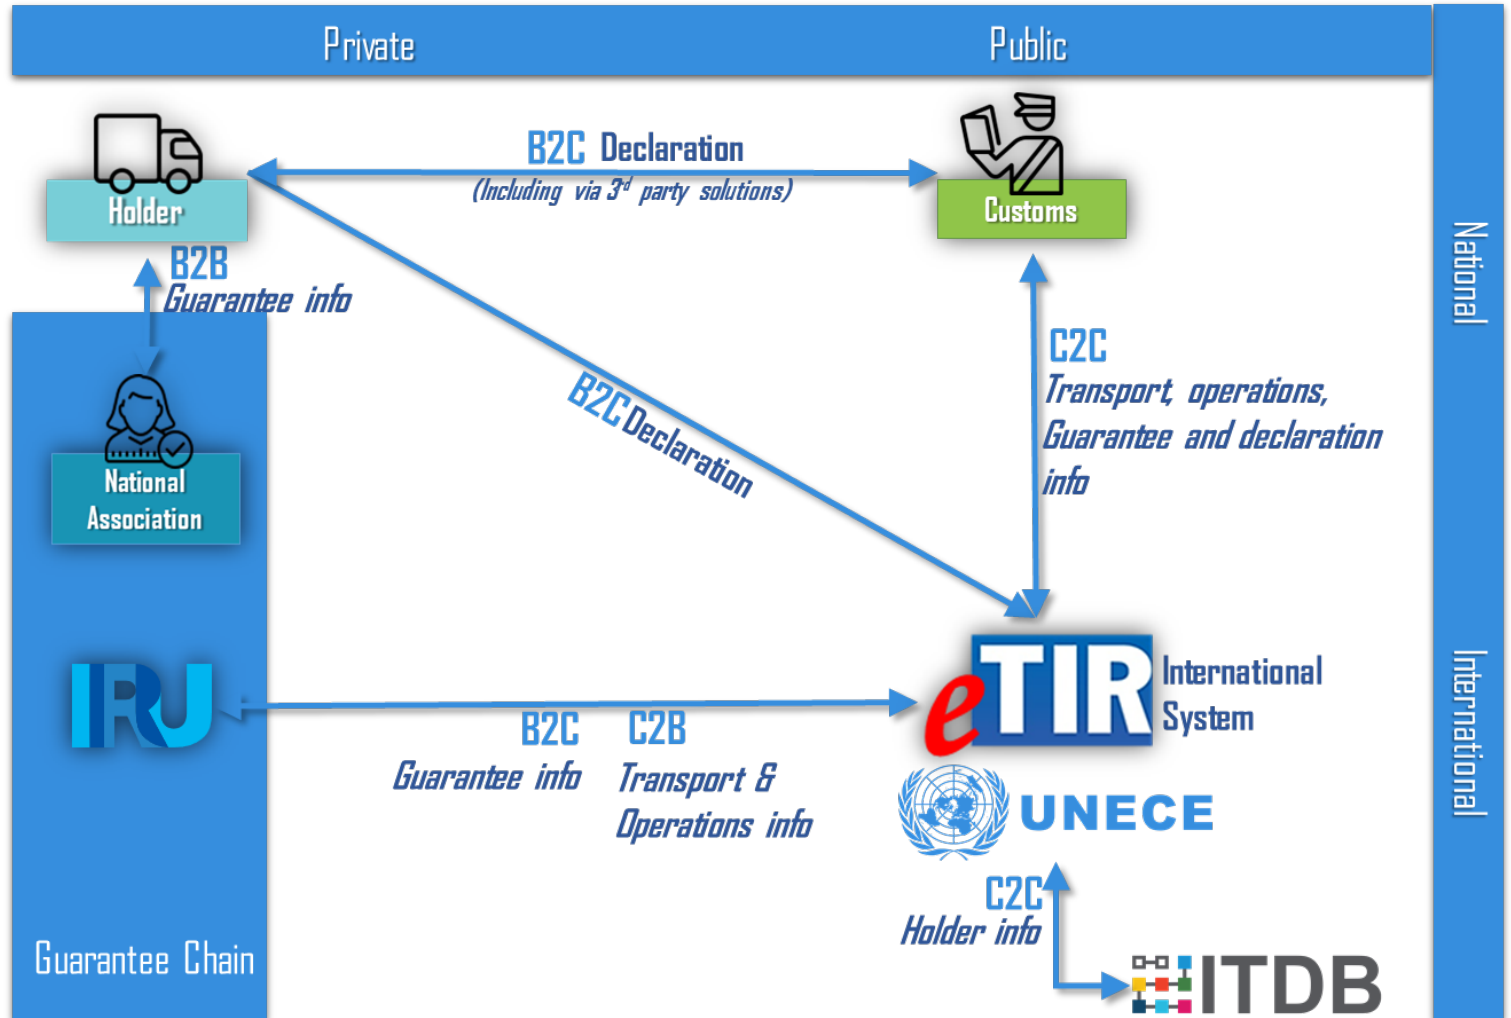 Private
Public
National
B2C Declaration
(Including via 3rd party solutions)
Holder
Customs
B2B
Guarantee info
C2C
Transport, operations,
Guarantee and declaration
info
B2C Declaration
National
Association
IRU
eTIR
International
System
International
B2C
Guarantee info
C2B
Transport &
Operations info
UNECE
C2C
Holder info
Guarantee Chain
ITDB